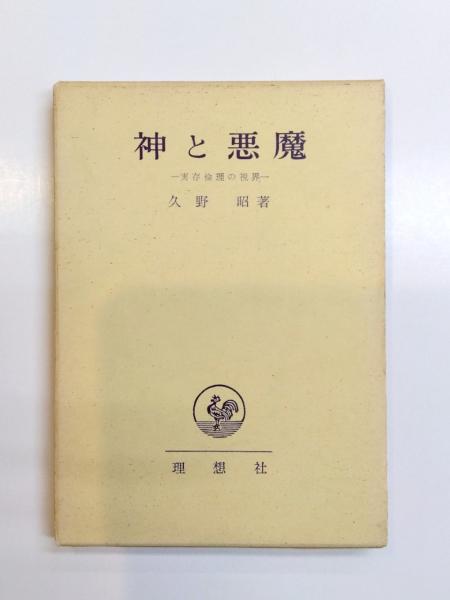 神と悪魔
―実存倫理の視界―
久野 昭著
理想社